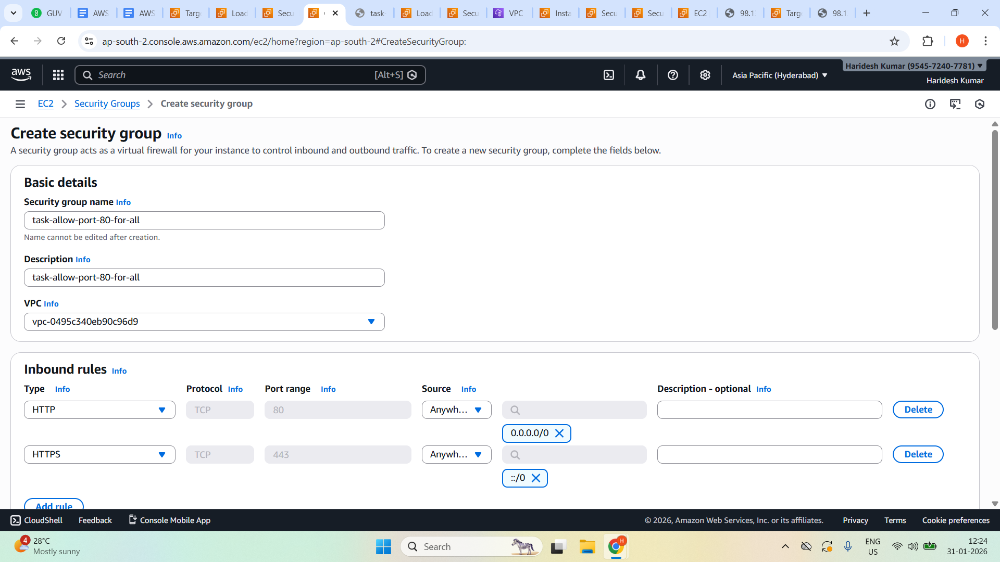 GUV
AWS
AWS
Targ
Load
Secu
task-
Load
Secu
VPC
Insta
Secu
Secu
EC2
98.1
Targ
98.1
ap-south-2.console.aws.amazon.com/ec2/home?region=ap-south-2#CreateSecurityGroup:
H
aws
Search
[Alt+S]
Asia Pacific (Hyderabad)
Haridesh Kumar (9545-7240-7781)
Haridesh Kumar
EC2
Security Groups
Create security group
Create security group Info
A security group acts as a virtual firewall for your instance to control inbound and outbound traffic. To create a new security group, complete the fields below.
Basic details
Security group name Info
task-allow-port-80-for-all
Name cannot be edited after creation.
Description Info
task-allow-port-80-for-all
VPC Info
vpc-0495c340eb90c96d9
Inbound rules Info
Type Info Protocol Info Port range Info Source Info Description - optional Info
HTTP TCP 80 Anywh... Delete
0.0.0.0/0
HTTPS TCP 443 Anywh... Delete
::/0
Add rule
CloudShell Feedback Console Mobile App © 2026, Amazon Web Services, Inc. or its affiliates. Privacy Terms Cookie preferences
4
28°C
Mostly sunny
Search
H
ENG
US
12:24
31-01-2026